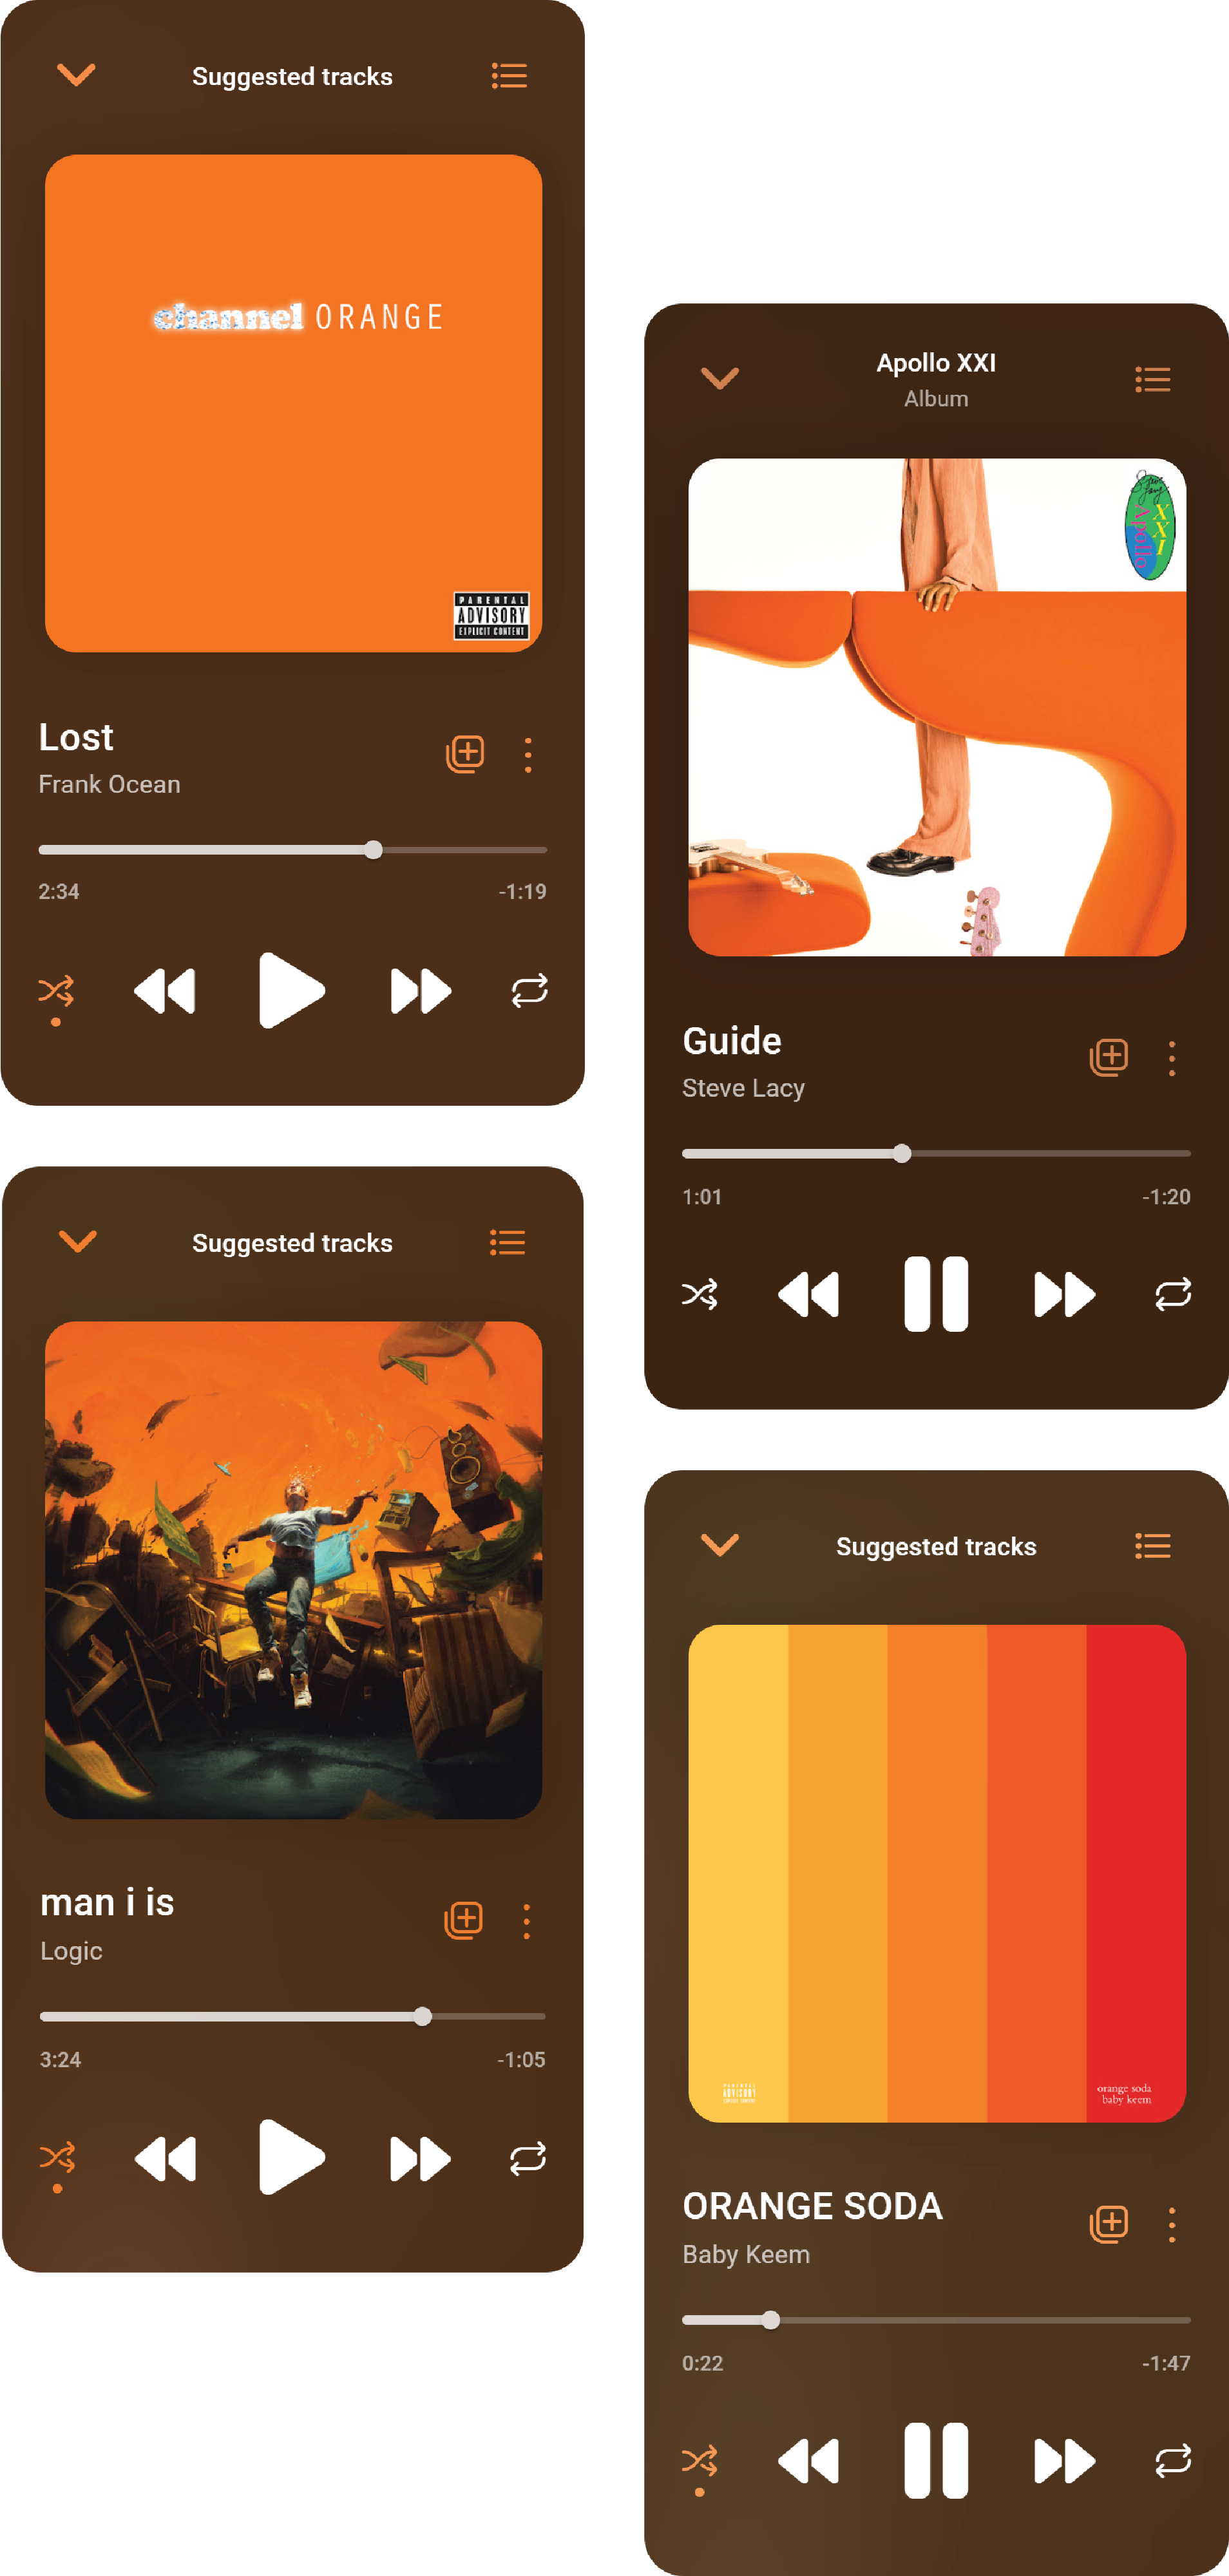 Suggested tracks
channel ORANGE
PARENTAL
ADVISORY
EXPLICIT CONTENT
Lost
Frank Ocean
2:34 -1:19
Apollo XXI
Album
Steve Lacy
XXI
Apollo
Guide
Steve Lacy
1:01 -1:20
Suggested tracks
man i is
Logic
3:24 -1:05
Suggested tracks
PARENTAL
ADVISORY
orange soda
baby keem
ORANGE SODA
Baby Keem
0:22 -1:47